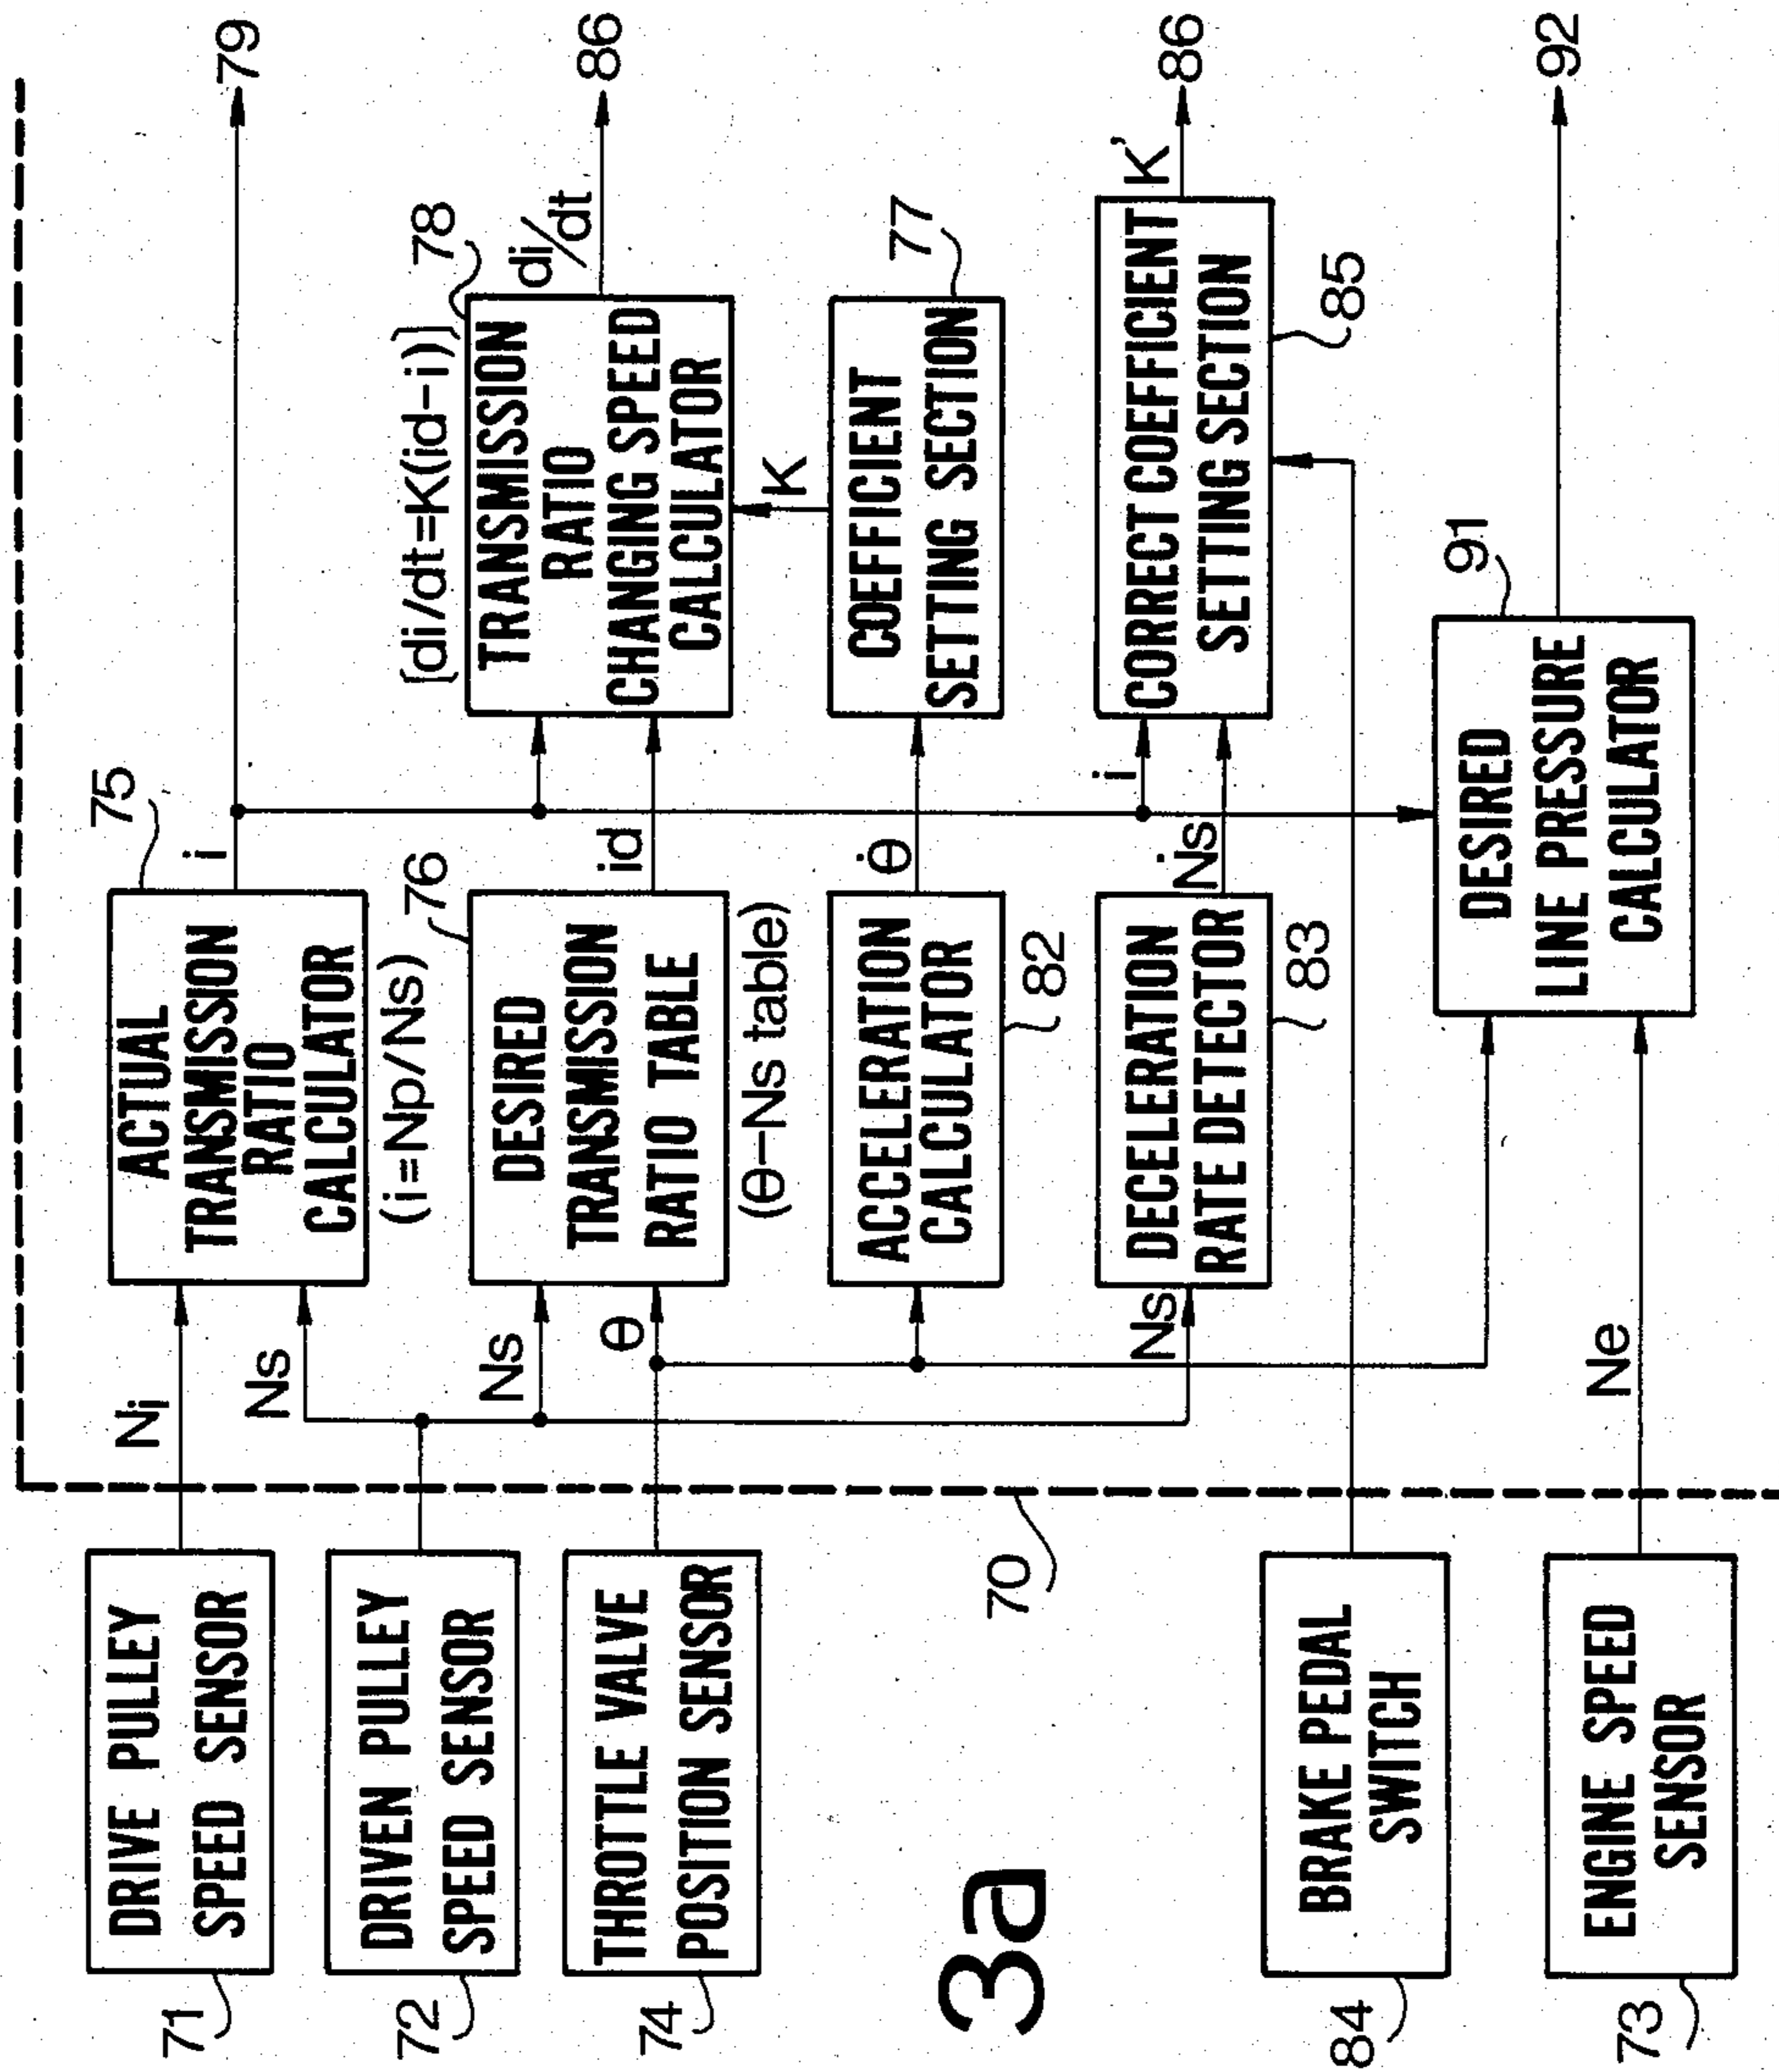 71
DRIVE PULLEY
SPEED SENSOR
72
DRIVEN PULLEY
SPEED SENSOR
74
THROTTLE VALVE
POSITION SENSOR
3a
84
BRAKE PEDAL
SWITCH
73
ENGINE SPEED
SENSOR
70
Ni
Ns
Ns
θ
Ns
Ne
ACTUAL
TRANSMISSION
RATIO
CALCULATOR
(i=Np/Ns)
75
i
DESIRED
TRANSMISSION
RATIO TABLE
(θ–Ns table)
76
id
ACCELERATION
CALCULATOR
82
θ̇
DECELERATION
RATE DETECTOR
83
Ṅs
i
DESIRED
LINE PRESSURE
CALCULATOR
91
[di/dt=K(id–i)]
78
TRANSMISSION
RATIO
CHANGING SPEED
CALCULATOR
di/dt
K
COEFFICIENT
SETTING SECTION
77
CORRECT COEFFICIENT
SETTING SECTION
85
K'
79
86
86
92